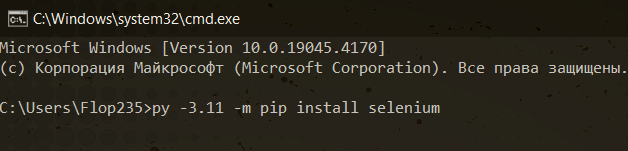 C:\Windows\system32\cmd.exe
Microsoft Windows [Version 10.0.19045.4170]
(c) Корпорация Майкрософт (Microsoft Corporation). Все права защищены.
C:\Users\Flop235>py -3.11 -m pip install selenium